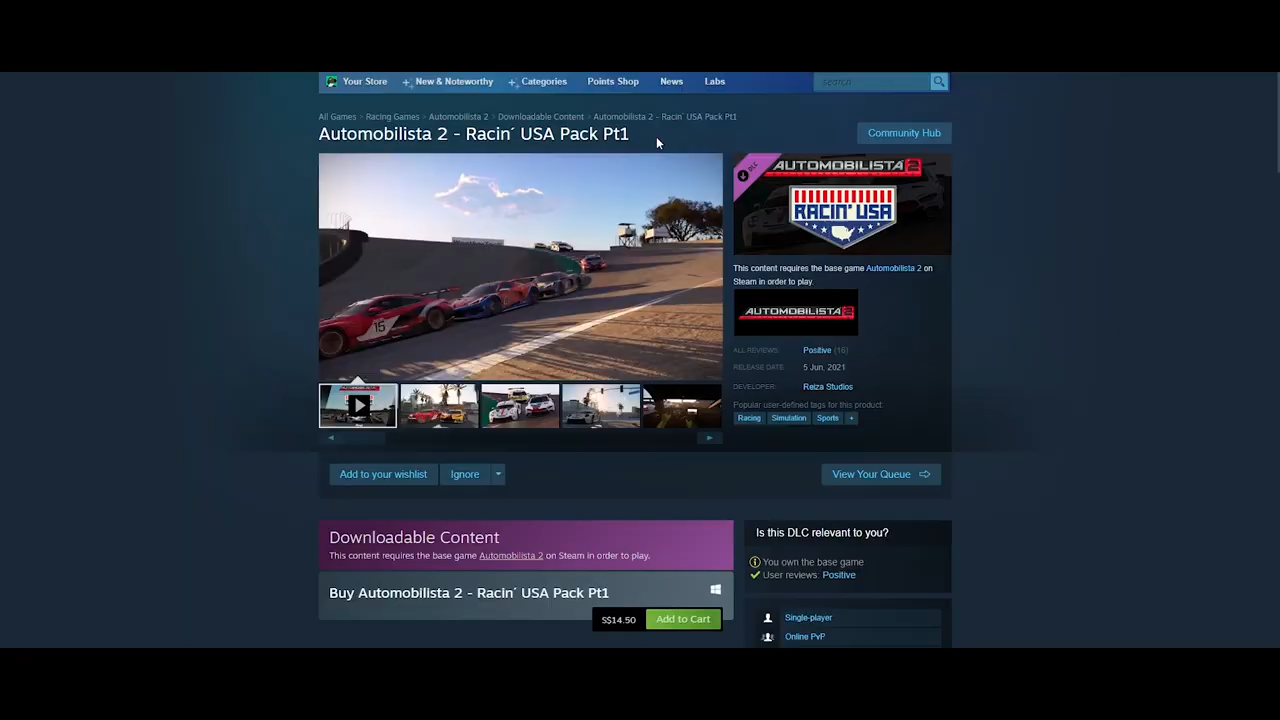 Your Store
New & Noteworthy
Categories
Points Shop
News
Labs
search
All Games > Racing Games > Automobilista 2 > Downloadable Content > Automobilista 2 - Racin´ USA Pack Pt1
Automobilista 2 - Racin´ USA Pack Pt1
Community Hub
15
DLC
AUTOMOBILISTA 2
RACIN' USA
This content requires the base game Automobilista 2 on
Steam in order to play.
AUTOMOBILISTA 2
ALL REVIEWS: Positive (16)
RELEASE DATE: 5 Jun, 2021
DEVELOPER: Reiza Studios
Popular user-defined tags for this product:
Racing Simulation Sports +
Add to your wishlist
Ignore
View Your Queue
Downloadable Content
This content requires the base game Automobilista 2 on Steam in order to play.
Buy Automobilista 2 - Racin´ USA Pack Pt1
S$14.50
Add to Cart
Is this DLC relevant to you?
You own the base game
User reviews: Positive
Single-player
Online PvP